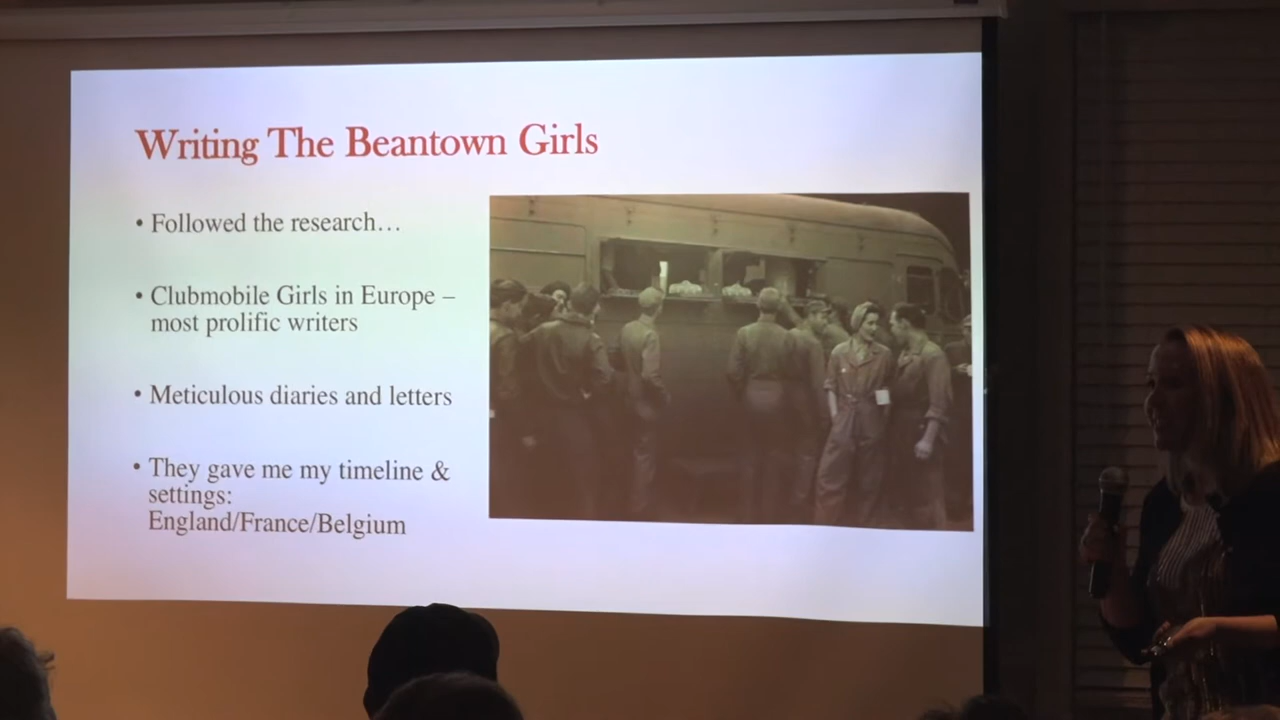 Writing The Beantown Girls
• Followed the research…
• Clubmobile Girls in Europe –
most prolific writers
• Meticulous diaries and letters
• They gave me my timeline &
settings:
England/France/Belgium